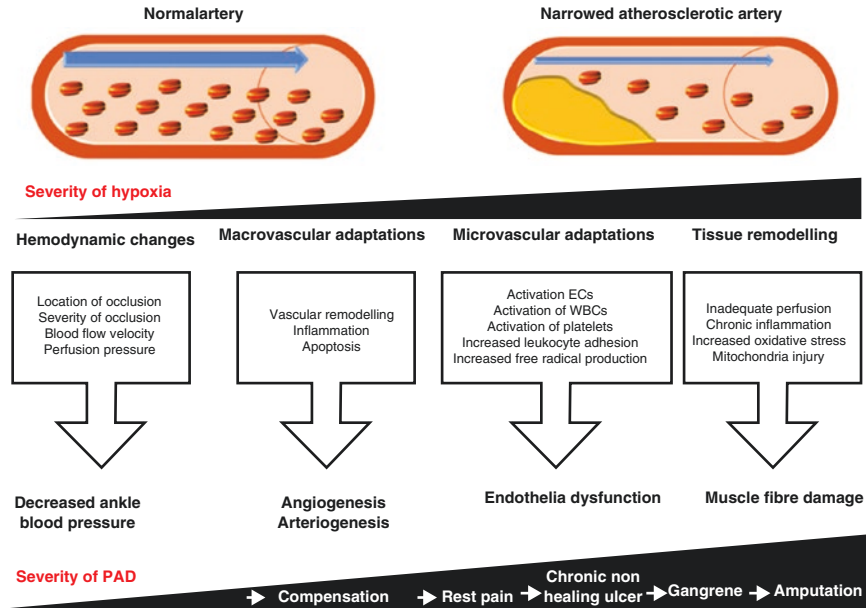 Normalartery
Narrowed atherosclerotic artery
Severity of hypoxia
Hemodynamic changes
Location of occlusion
Severity of occlusion
Blood flow velocity
Perfusion pressure
Decreased ankle
blood pressure
Macrovascular adaptations
Vascular remodelling
Inflammation
Apoptosis
Angiogenesis
Arteriogenesis
Microvascular adaptations
Activation ECs
Activation of WBCs
Activation of platelets
Increased leukocyte adhesion
Increased free radical production
Endothelia dysfunction
Tissue remodelling
Inadequate perfusion
Chronic inflammation
Increased oxidative stress
Mitochondria injury
Muscle fibre damage
Severity of PAD
Compensation
Rest pain
Chronic non
healing ulcer
Gangrene
Amputation